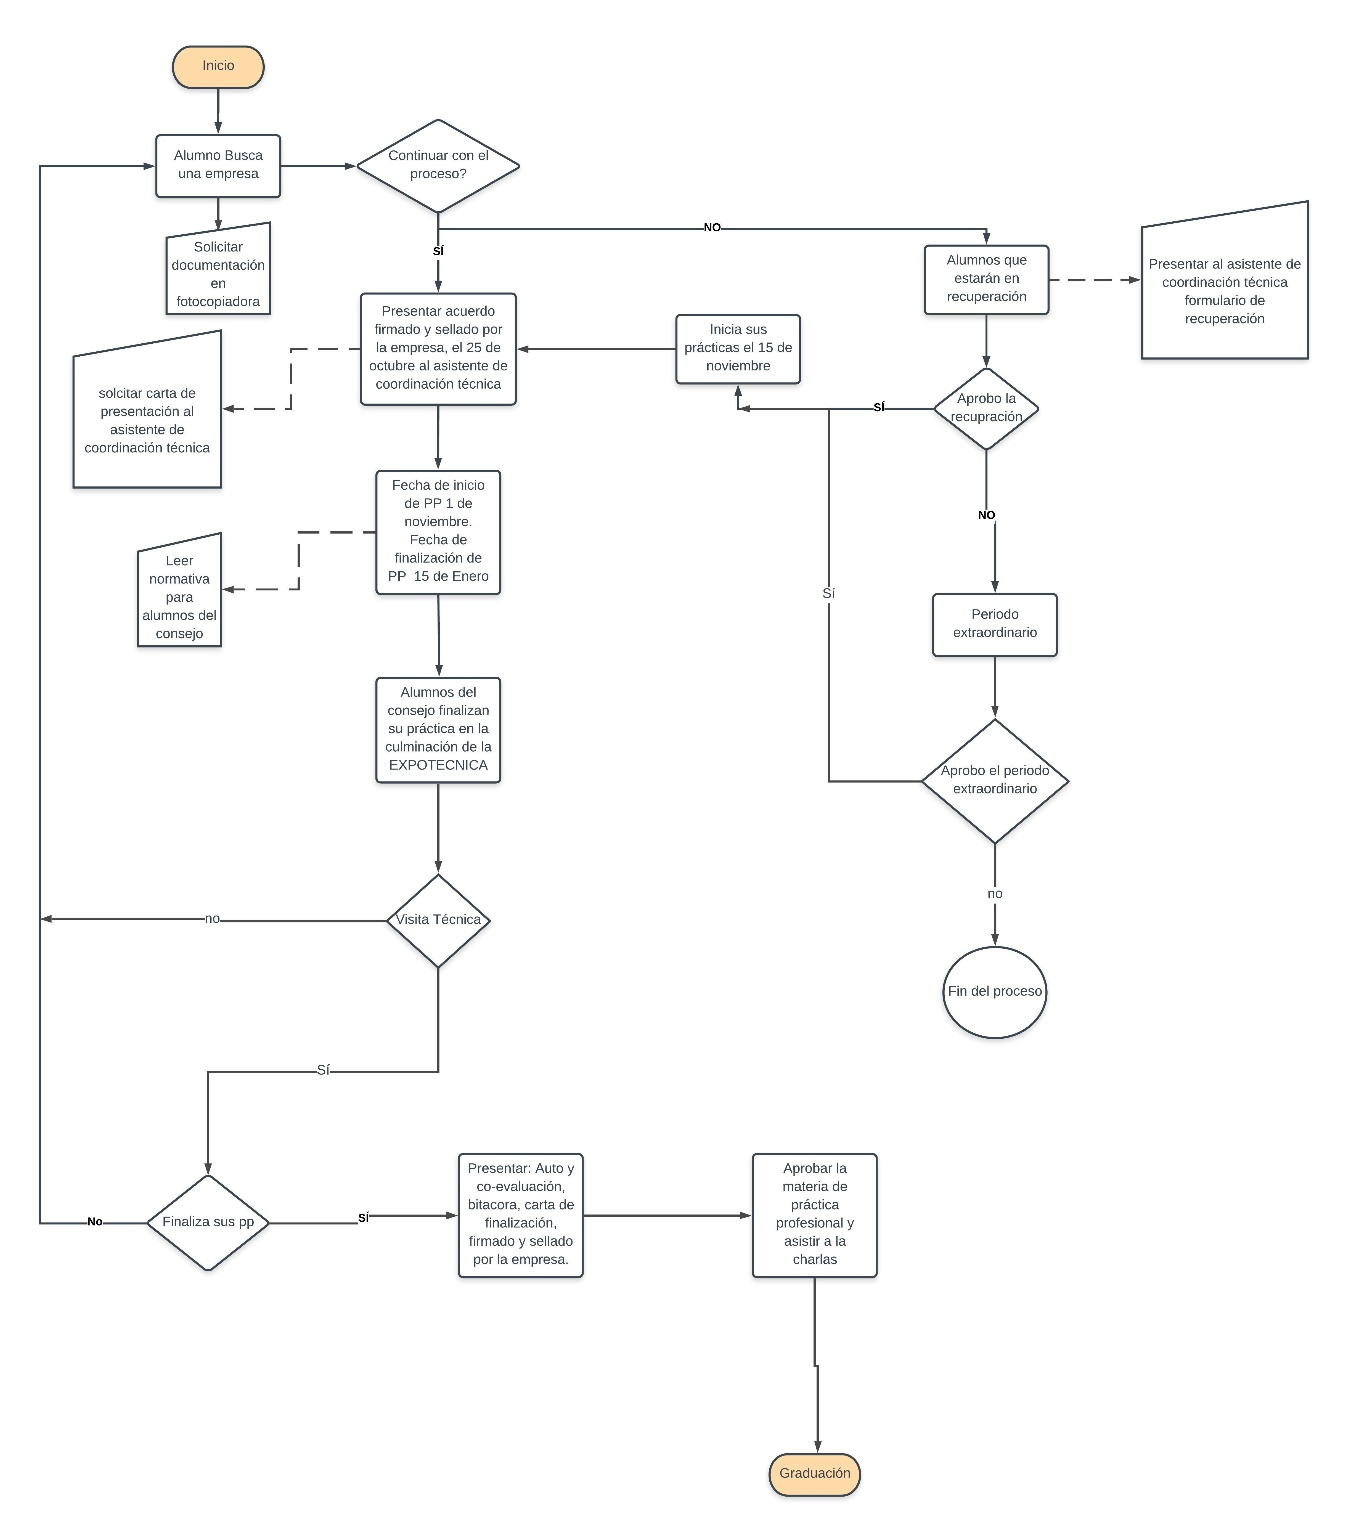 Inicio
Alumno Busca
una empresa
Continuar con el
proceso?
Solicitar
documentación
en
fotocopiadora
NO
SÍ
Alumnos que
estarán en
recuperación
Presentar al asistente de
coordinación técnica
formulario de
recuperación
Presentar acuerdo
firmado y sellado por
la empresa, el 25 de
octubre al asistente de
coordinación técnica
Inicia sus
prácticas el 15 de
noviembre
solcitar carta de
presentación al
asistente de
coordinación técnica
SÍ
Aprobo la
recupración
NO
Fecha de inicio
de PP 1 de
noviembre.
Fecha de
finalización de
PP  15 de Enero
Leer
normativa
para
alumnos del
consejo
Sí
Periodo
extraordinario
Alumnos del
consejo finalizan
su práctica en la
culminación de la
EXPOTECNICA
Aprobo el periodo
extraordinario
no
no
Visita Técnica
Fin del proceso
Sí
No
Finaliza sus pp
SÍ
Presentar: Auto y
co-evaluación,
bitacora, carta de
finalización,
firmado y sellado
por la empresa.
Aprobar la
materia de
práctica
profesional y
asistir a la
charlas
Graduación